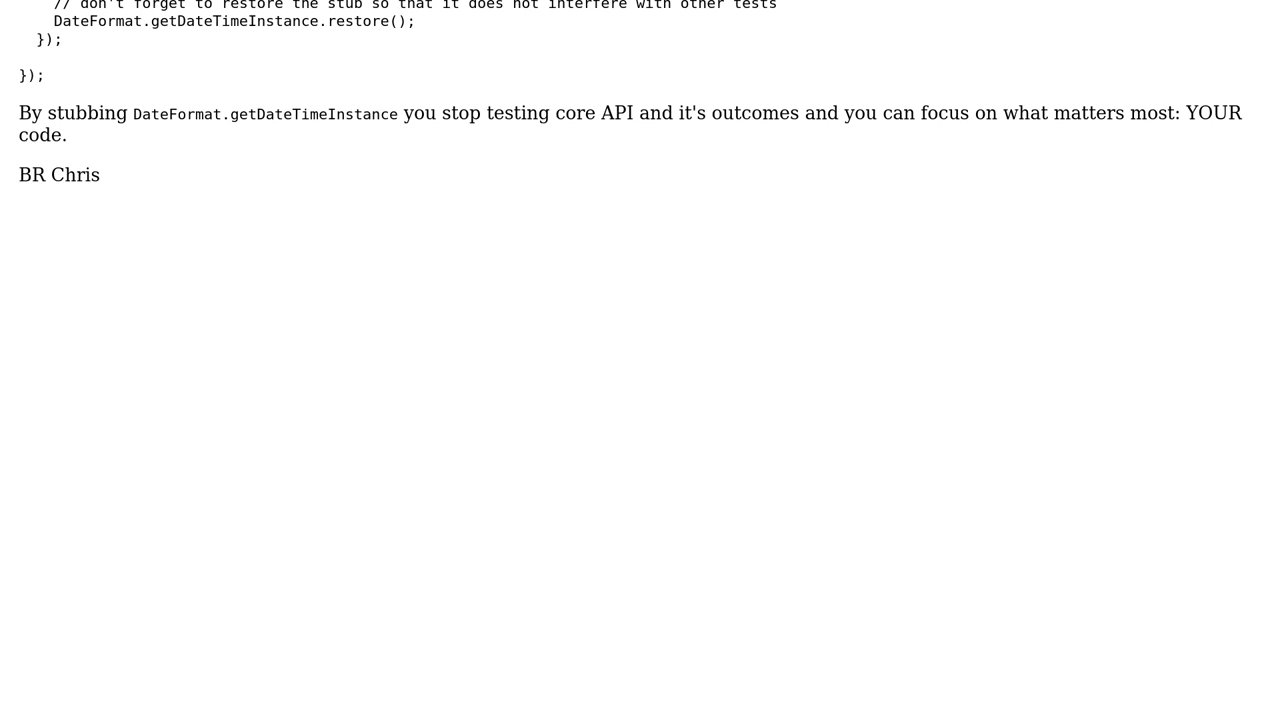 // don't forget to restore the stub so that it does not interfere with other tests
DateFormat.getDateTimeInstance.restore();
});
});
By stubbing DateFormat.getDateTimeInstance you stop testing core API and it's outcomes and you can focus on what matters most: YOUR
code.
BR Chris